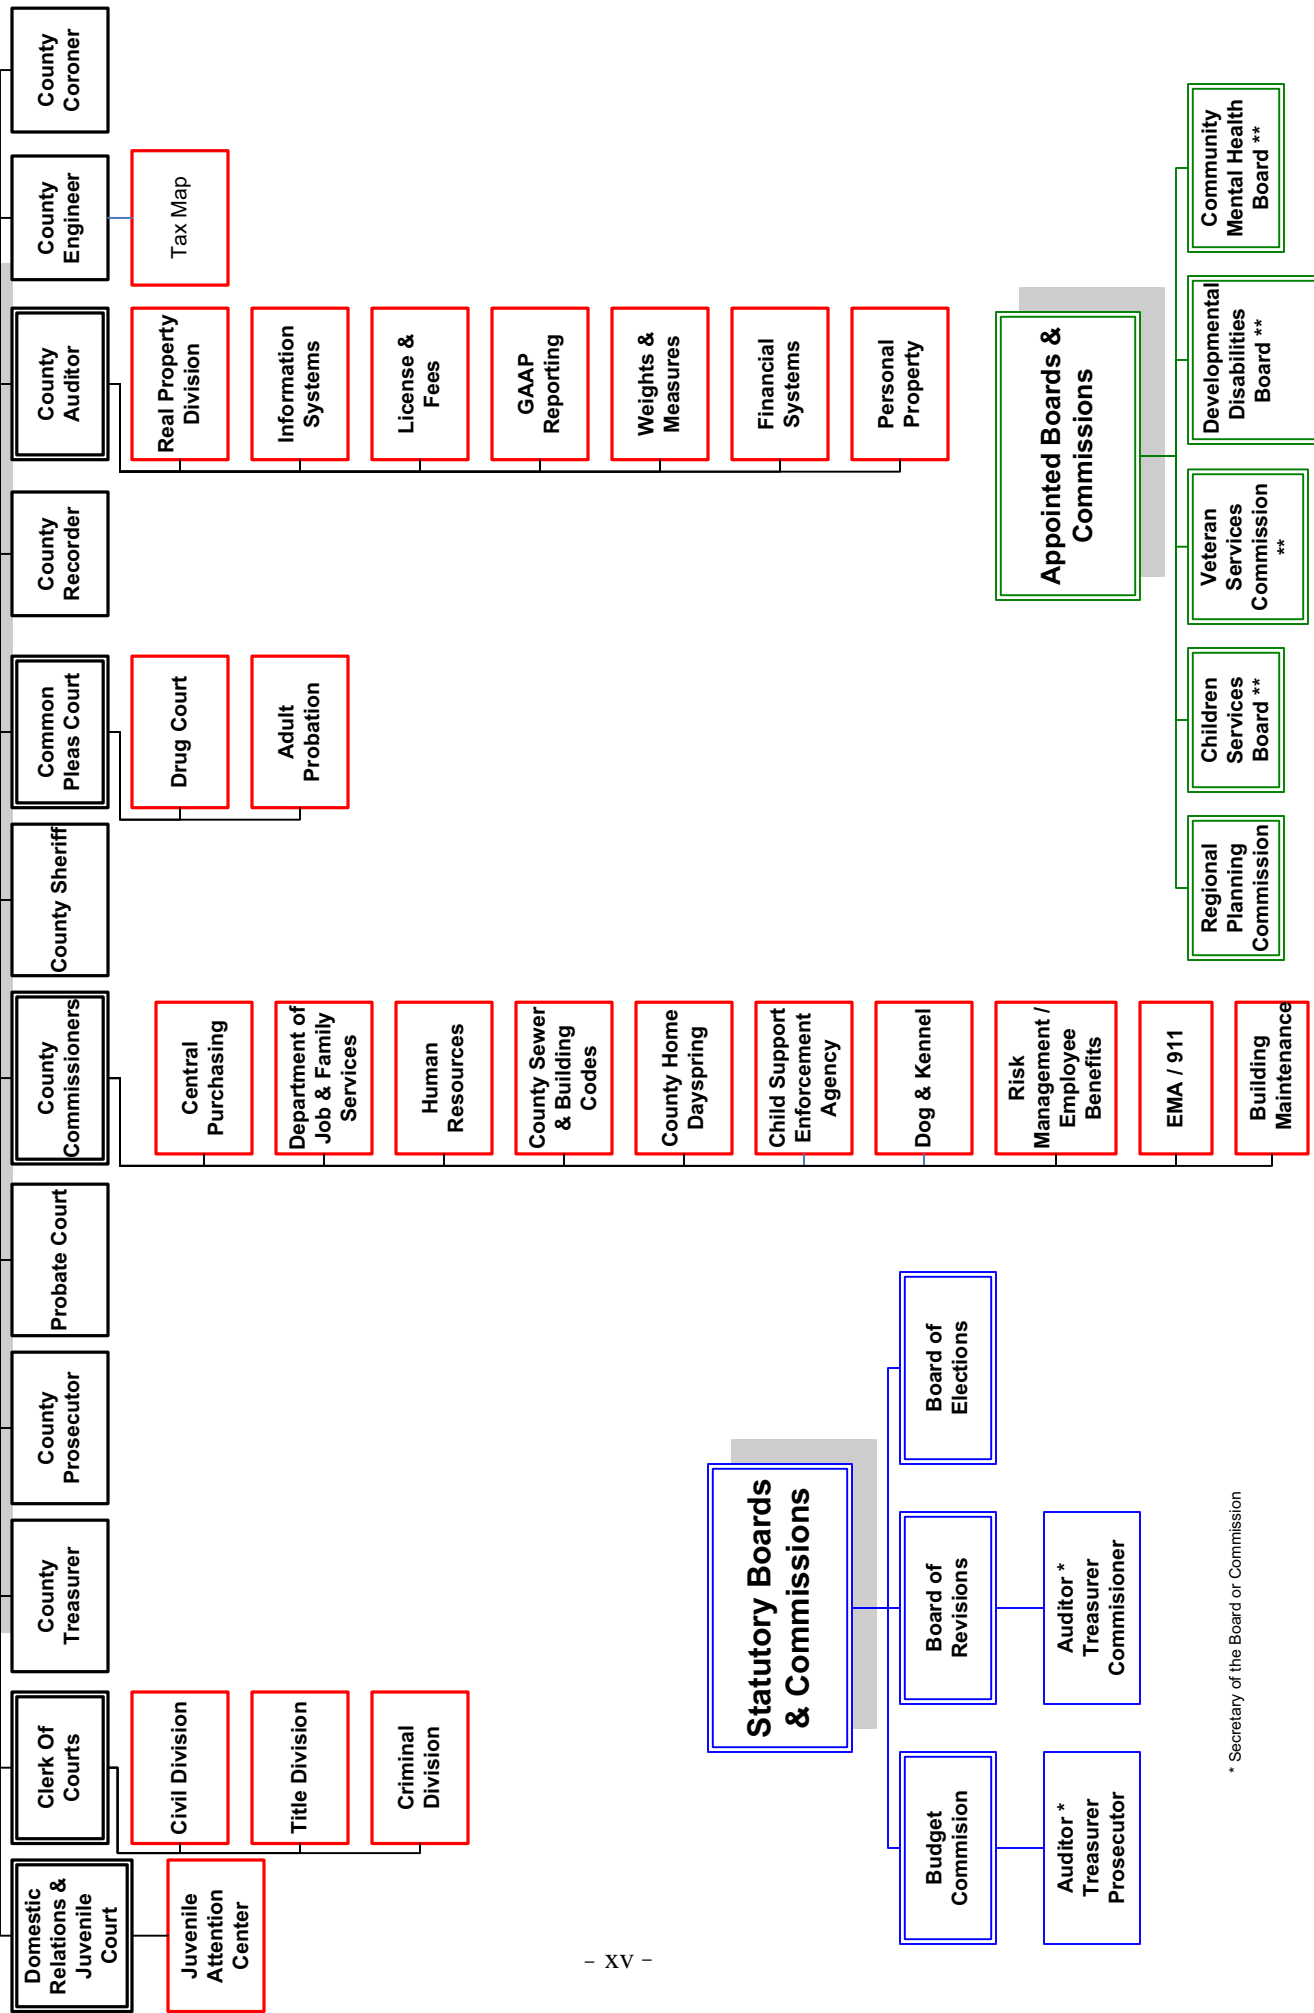 Domestic
Relations &
Juvenile
Court
Juvenile
Attention
Center
Clerk Of
Courts
Civil Division
Title Division
Criminal
Division
County
Treasurer
County
Prosecutor
Probate Court
County
Commissioners
Central
Purchasing
Department of
Job & Family
Services
Human
Resources
County Sewer
& Building
Codes
County Home
Dayspring
Child Support
Enforcement
Agency
Dog & Kennel
Risk
Management /
Employee
Benefits
EMA / 911
Building
Maintenance
County Sheriff
Common
Pleas Court
Drug Court
Adult
Probation
County
Recorder
County
Auditor
Real Property
Division
Information
Systems
License &
Fees
GAAP
Reporting
Weights &
Measures
Financial
Systems
Personal
Property
County
Engineer
Tax Map
County
Coroner
Statutory Boards
& Commissions
Budget
Commision
Auditor *
Treasurer
Prosecutor
Board of
Revisions
Auditor *
Treasurer
Commisioner
Board of
Elections
Appointed Boards &
Commissions
Regional
Planning
Commission
Children
Services
Board **
Veteran
Services
Commission
**
Developmental
Disabilities
Board **
Community
Mental Health
Board **
* Secretary of the Board or Commission
- xv -